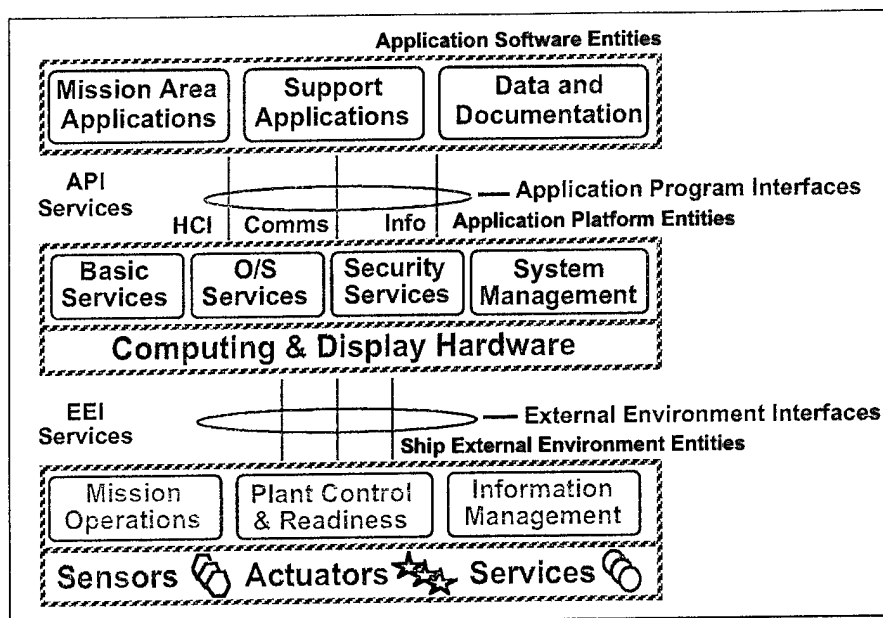 Application Software Entities
Mission Area
Applications
Support
Applications
Data and
Documentation
API
Services
Application Program Interfaces
HCI
Comms
Info
Application Platform Entities
Basic
Services
O/S
Services
Security
Services
System
Management
Computing & Display Hardware
EEI
Services
External Environment Interfaces
Ship External Environment Entities
Mission
Operations
Plant Control
& Readiness
Information
Management
Sensors
Actuators
Services